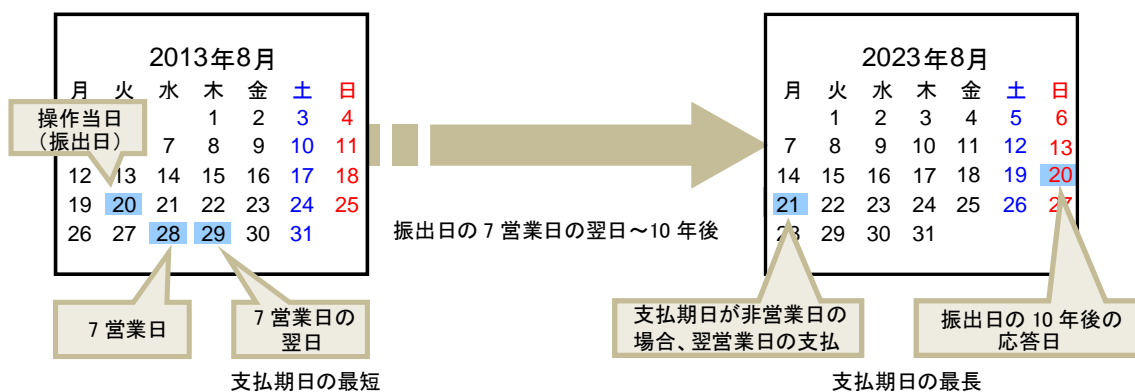 2013年8月
月 火 水 木 金 土 日
1 2 3 4
7 8 9 10 11
12 13 14 15 16 17 18
19 20 21 22 23 24 25
26 27 28 29 30 31
操作当日
（振出日）
7 営業日
7 営業日の
翌日
支払期日の最短
振出日の 7 営業日の翌日～10 年後
2023年8月
月 火 水 木 金 土 日
1 2 3 4 5 6
7 8 9 10 11 12 13
14 15 16 17 18 19 20
21 22 23 24 25 26 27
28 29 30 31
支払期日が非営業日の
場合、翌営業日の支払
振出日の 10 年後の
応答日
支払期日の最長